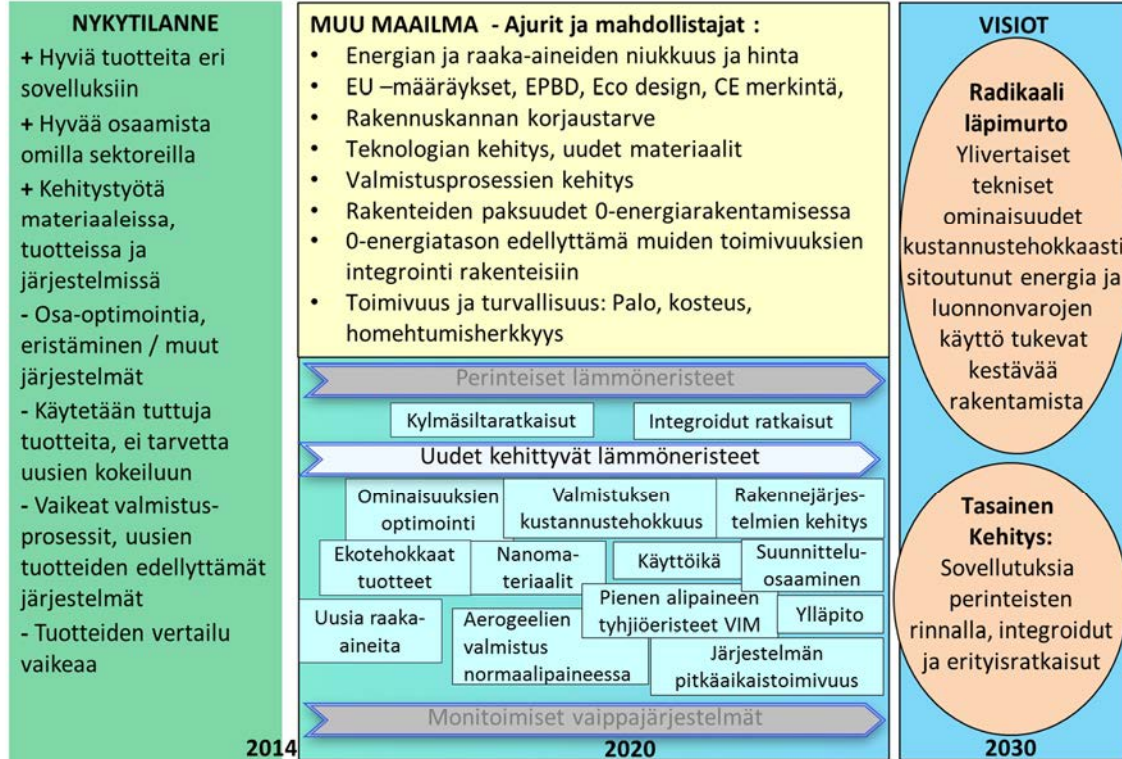 NYKYTILANNE
+ Hyviä tuotteita eri
sovelluksiin
+ Hyvää osaamista
omilla sektoreilla
+ Kehitystyötä
materiaaleissa,
tuotteissa ja
järjestelmissä
- Osa-optimointia,
eristäminen / muut
järjestelmät
- Käytetään tuttuja
tuotteita, ei tarvetta
uusien kokeiluun
- Vaikeat valmistus-
prosessit, uusien
tuotteiden edellyttämät
järjestelmät
- Tuotteiden vertailu
vaikeaa
2014
MUU MAAILMA - Ajurit ja mahdollistajat :
• Energian ja raaka-aineiden niukkuus ja hinta
• EU –määräykset, EPBD, Eco design, CE merkintä,
• Rakennuskannan korjaustarve
• Teknologian kehitys, uudet materiaalit
• Valmistusprosessien kehitys
• Rakenteiden paksuudet 0-energiarakentamisessa
• 0-energiatason edellyttämä muiden toimivuuksien
integrointi rakenteisiin
• Toimivuus ja turvallisuus: Palo, kosteus,
homehtumisherkkyys
Perinteiset lämmöneristeet
Kylmäsiltaratkaisut
Integroidut ratkaisut
Uudet kehittyvät lämmöneristeet
Ominaisuuksien
optimointi
Valmistuksen
kustannustehokkuus
Rakennejärjes-
telmien kehitys
Ekotehokkaat
tuotteet
Nanoma-
teriaalit
Käyttöikä
Suunnittelu-
osaaminen
Uusia raaka-
aineita
Aerogeelien
valmistus
normaalipaineessa
Pienen alipaineen
tyhjiöeristeet VIM
Ylläpito
Järjestelmän
pitkäaikaistoimivuus
Monitoimiset vaippajärjestelmät
2020
VISIOT
Radikaali
läpimurto
Ylivertaiset
tekniset
ominaisuudet
kustannustehokkaasti
sitoutunut energia ja
luonnonvarojen
käyttö tukevat
kestävää
rakentamista
Tasainen
Kehitys:
Sovellutuksia
perinteisten
rinnalla, integroidut
ja erityisratkaisut
2030